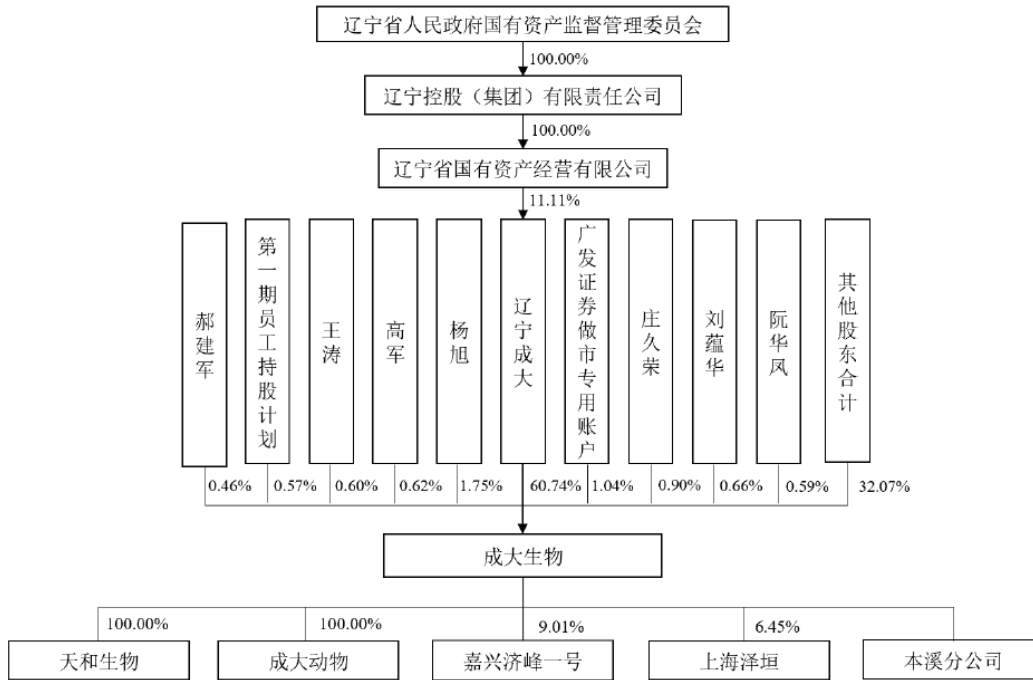 辽宁省人民政府国有资产监督管理委员会
100.00%
辽宁控股（集团）有限责任公司
100.00%
辽宁省国有资产经营有限公司
11.11%
郝建军
第一期员工持股计划
王涛
高军
杨旭
辽宁成大
广发证券做市专用账户
庄久荣
刘蕴华
阮华凤
其他股东合计
0.46%
0.57%
0.60%
0.62%
1.75%
60.74%
1.04%
0.90%
0.66%
0.59%
32.07%
成大生物
100.00%
100.00%
9.01%
6.45%
天和生物
成大动物
嘉兴济峰一号
上海泽垣
本溪分公司